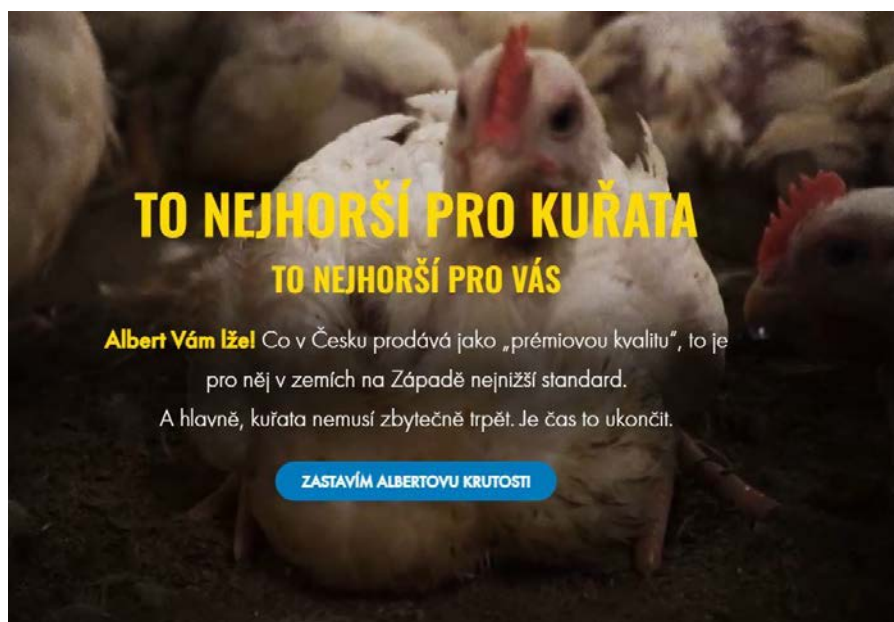 TO NEJHORŠÍ PRO KUŘATA
TO NEJHORŠÍ PRO VÁS
Albert Vám lže! Co v Česku prodává jako „prémiovou kvalitu“, to je
pro něj v zemích na Západě nejnižší standard.
A hlavně, kuřata nemusí zbytečně trpět. Je čas to ukončit.
ZASTAVÍM ALBERTOVU KRUTOSTI